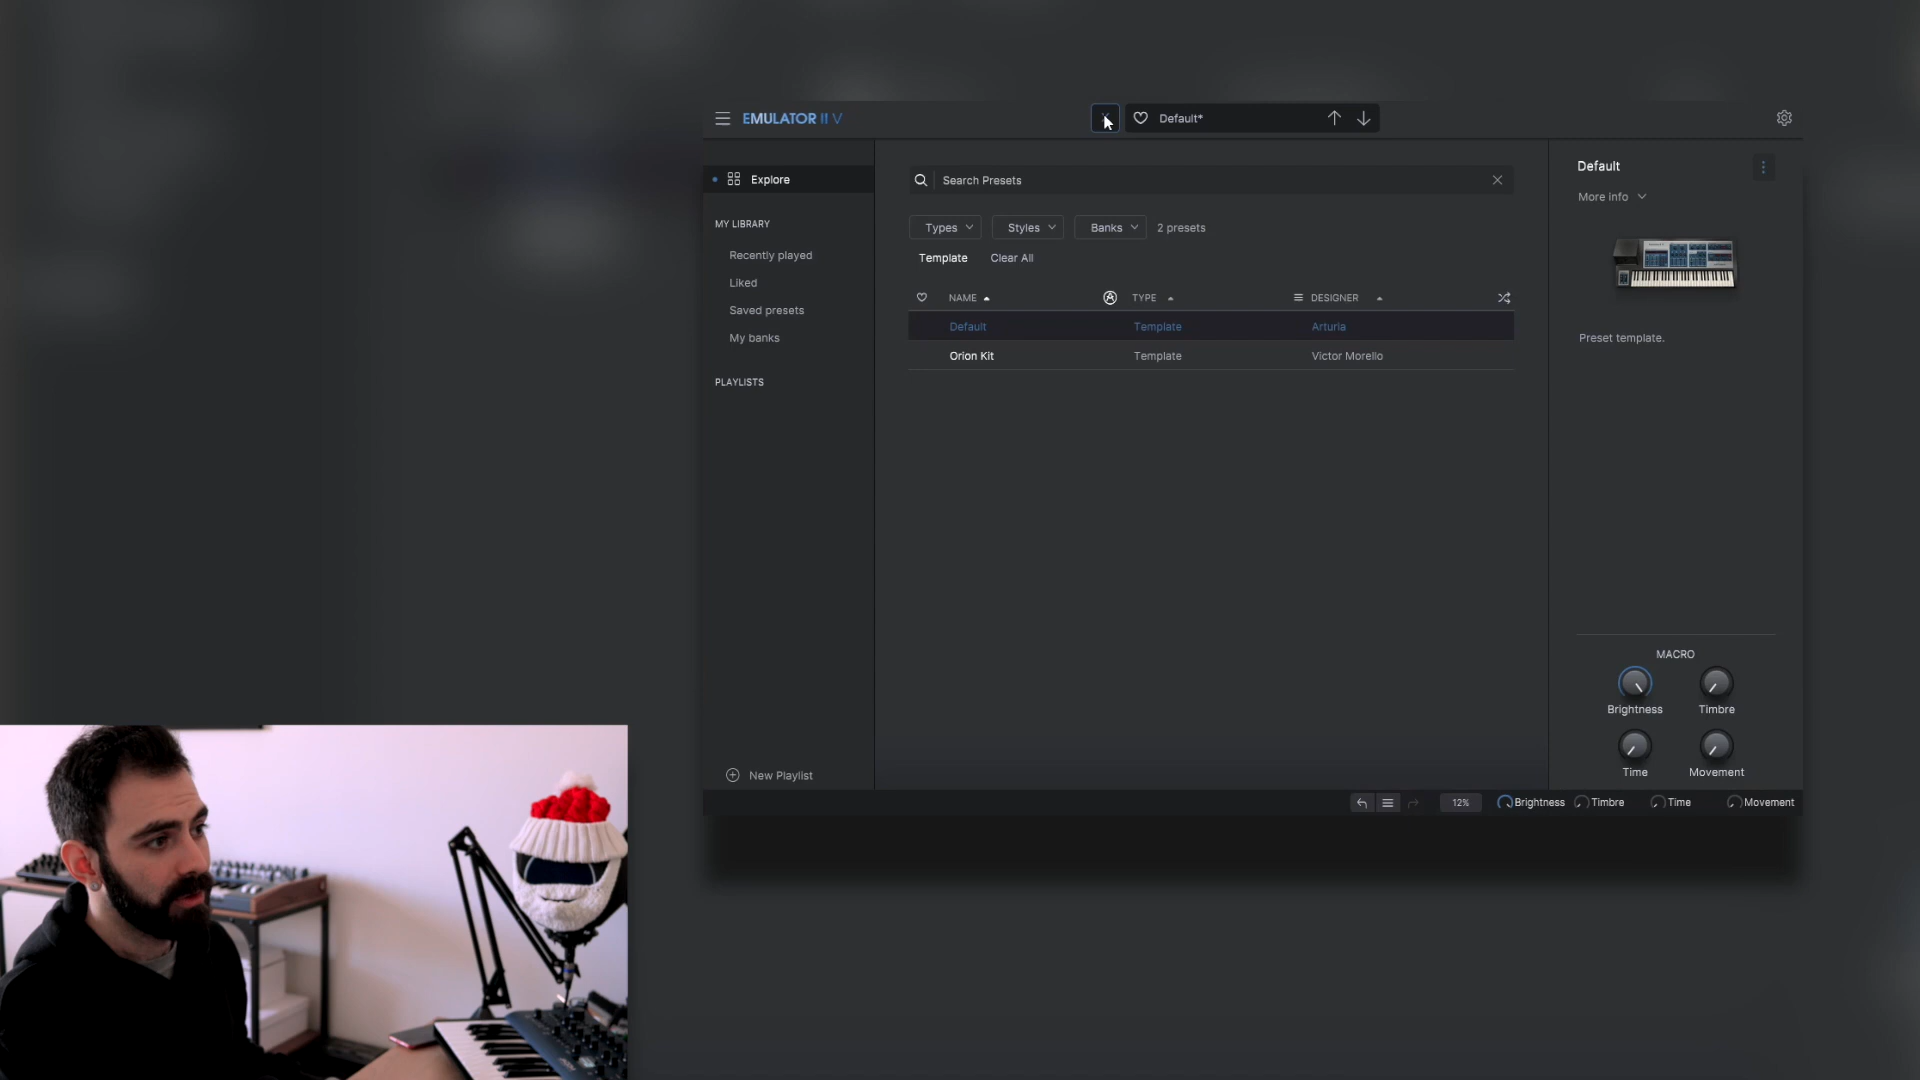 EMULATOR II V
Default*
Explore
MY LIBRARY
Recently played
Liked
Saved presets
My banks
PLAYLISTS
New Playlist
Search Presets
Types
Styles
Banks
2 presets
Template
Clear All
NAME
TYPE
DESIGNER
Default
Template
Arturia
Orion Kit
Template
Victor Morello
Default
More info
Preset template.
MACRO
Brightness
Timbre
Time
Movement
12%
Brightness
Timbre
Time
Movement